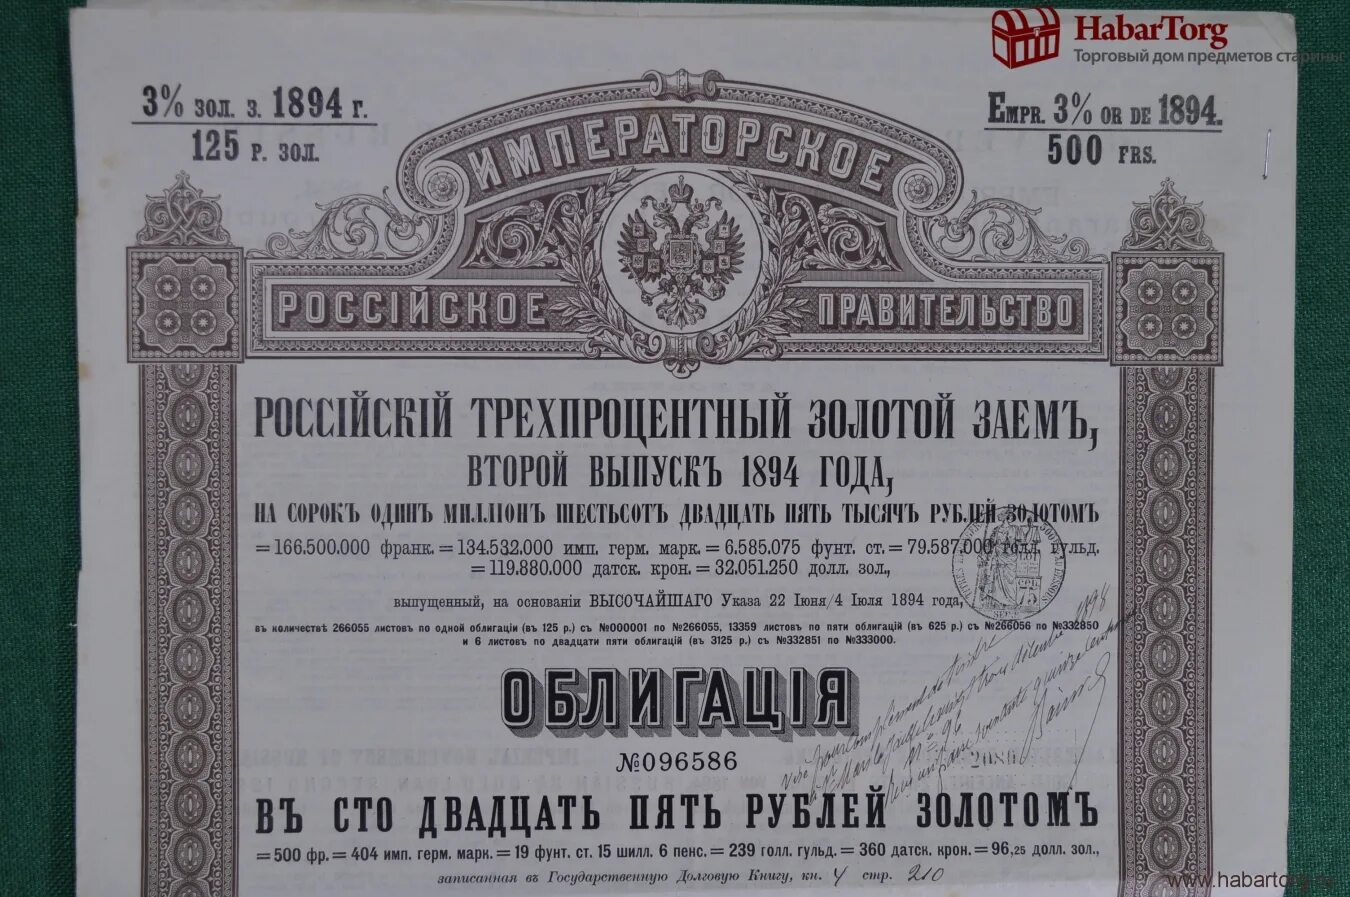 HabarTorg
Торговый дом предметов старины
3% ЗОЛ. З. 1894 Г.
125 Р. ЗОЛ.
EMPR. 3% OR DE 1894.
500 FRS.
ИМПЕРАТОРСКОЕ
РОССІЙСКОЕ ПРАВИТЕЛЬСТВО
РОССІЙСКІЙ ТРЕХПРОЦЕНТНЫЙ ЗОЛОТОЙ ЗАЕМЪ,
ВТОРОЙ ВЫПУСКЪ 1894 ГОДА,
НА СОРОКЪ ОДИНЪ МИЛЛІОНЪ ШЕСТЬСОТЪ ДВАДЦАТЬ ПЯТЬ ТЫСЯЧЪ РУБЛЕЙ ЗОЛОТОМЪ
= 166.500.000 франк. = 134.532.000 имп. герм. марк. = 6.585.075 фунт. ст. = 79.587.000 голл. гульд.
= 119.880.000 датск. крон. = 32.051.250 долл. зол.,
выпущенный, на основаніи ВЫСОЧАЙШАГО Указа 22 Іюня/4 Іюля 1894 года,
въ количествѣ 266055 листовъ по одной облигаціи (въ 125 р.) съ №000001 по №266055, 13359 листовъ по пяти облигацій (въ 625 р.) съ №266056 по №332850
и 6 листовъ по двадцати пяти облигацій (въ 3125 р.) съ №332851 по №333000.
ОБЛИГАЦІЯ
№096586
ВЪ СТО ДВАДЦАТЬ ПЯТЬ РУБЛЕЙ ЗОЛОТОМЪ
= 500 фр. = 404 имп. герм. марк. = 19 фунт. ст. 15 шилл. 6 пенс. = 239 голл. гульд. = 360 датск. крон. = 96,25 долл. зол.,
записанная въ Государственную Долговую Книгу, кн. 4 стр. 210
www.habartorg.ru